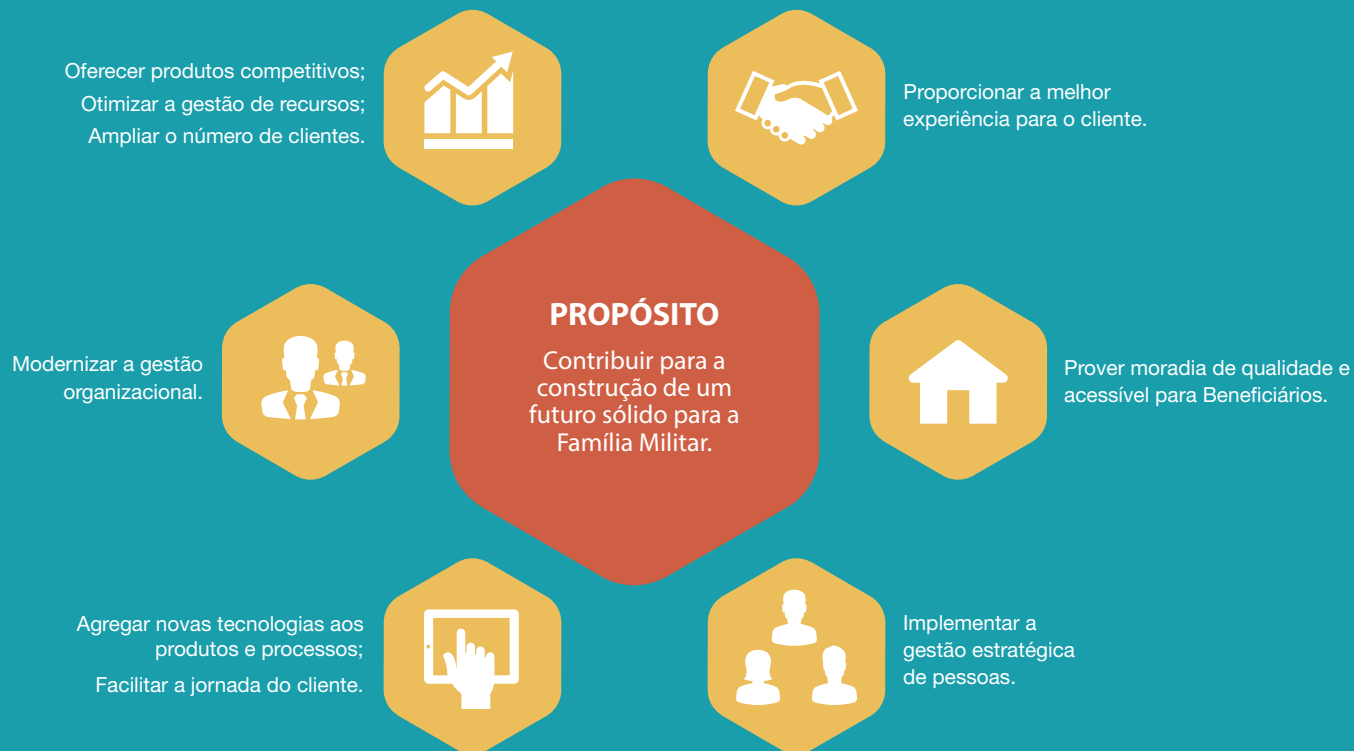 Oferecer produtos competitivos;
Otimizar a gestão de recursos;
Ampliar o número de clientes.
Proporcionar a melhor
experiência para o cliente.
PROPÓSITO
Contribuir para a
construção de um
futuro sólido para a
Família Militar.
Modernizar a gestão
organizacional.
Prover moradia de qualidade e
acessível para Beneficiários.
Agregar novas tecnologias aos
produtos e processos;
Facilitar a jornada do cliente.
Implementar a
gestão estratégica
de pessoas.